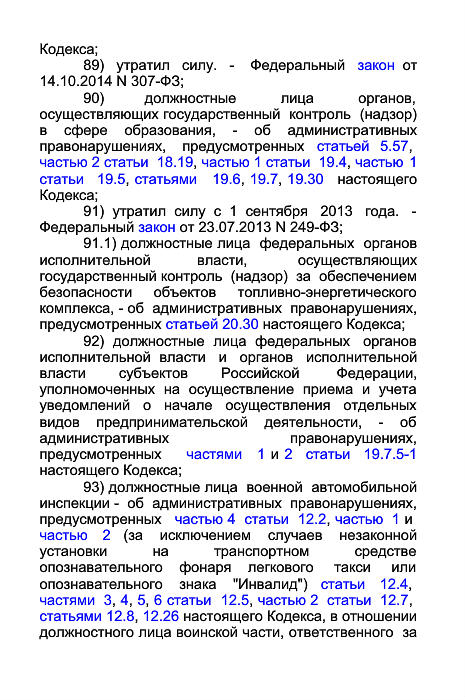 Кодекса;
89) утратил силу. - Федеральный закон от
14.10.2014 N 307-ФЗ;
90) должностные лица органов,
осуществляющих государственный контроль (надзор)
в сфере образования, - об административных
правонарушениях, предусмотренных статьей 5.57,
частью 2 статьи 18.19, частью 1 статьи 19.4, частью 1
статьи 19.5, статьями 19.6, 19.7, 19.30 настоящего
Кодекса;
91) утратил силу с 1 сентября 2013 года. -
Федеральный закон от 23.07.2013 N 249-ФЗ;
91.1) должностные лица федеральных органов
исполнительной власти, осуществляющих
государственный контроль (надзор) за обеспечением
безопасности объектов топливно-энергетического
комплекса, - об административных правонарушениях,
предусмотренных статьей 20.30 настоящего Кодекса;
92) должностные лица федеральных органов
исполнительной власти и органов исполнительной
власти субъектов Российской Федерации,
уполномоченных на осуществление приема и учета
уведомлений о начале осуществления отдельных
видов предпринимательской деятельности, - об
административных правонарушениях,
предусмотренных частями 1 и 2 статьи 19.7.5-1
настоящего Кодекса;
93) должностные лица военной автомобильной
инспекции - об административных правонарушениях,
предусмотренных частью 4 статьи 12.2, частью 1 и
частью 2 (за исключением случаев незаконной
установки на транспортном средстве
опознавательного фонаря легкового такси или
опознавательного знака "Инвалид") статьи 12.4,
частями 3, 4, 5, 6 статьи 12.5, частью 2 статьи 12.7,
статьями 12.8, 12.26 настоящего Кодекса, в отношении
должностного лица воинской части, ответственного за